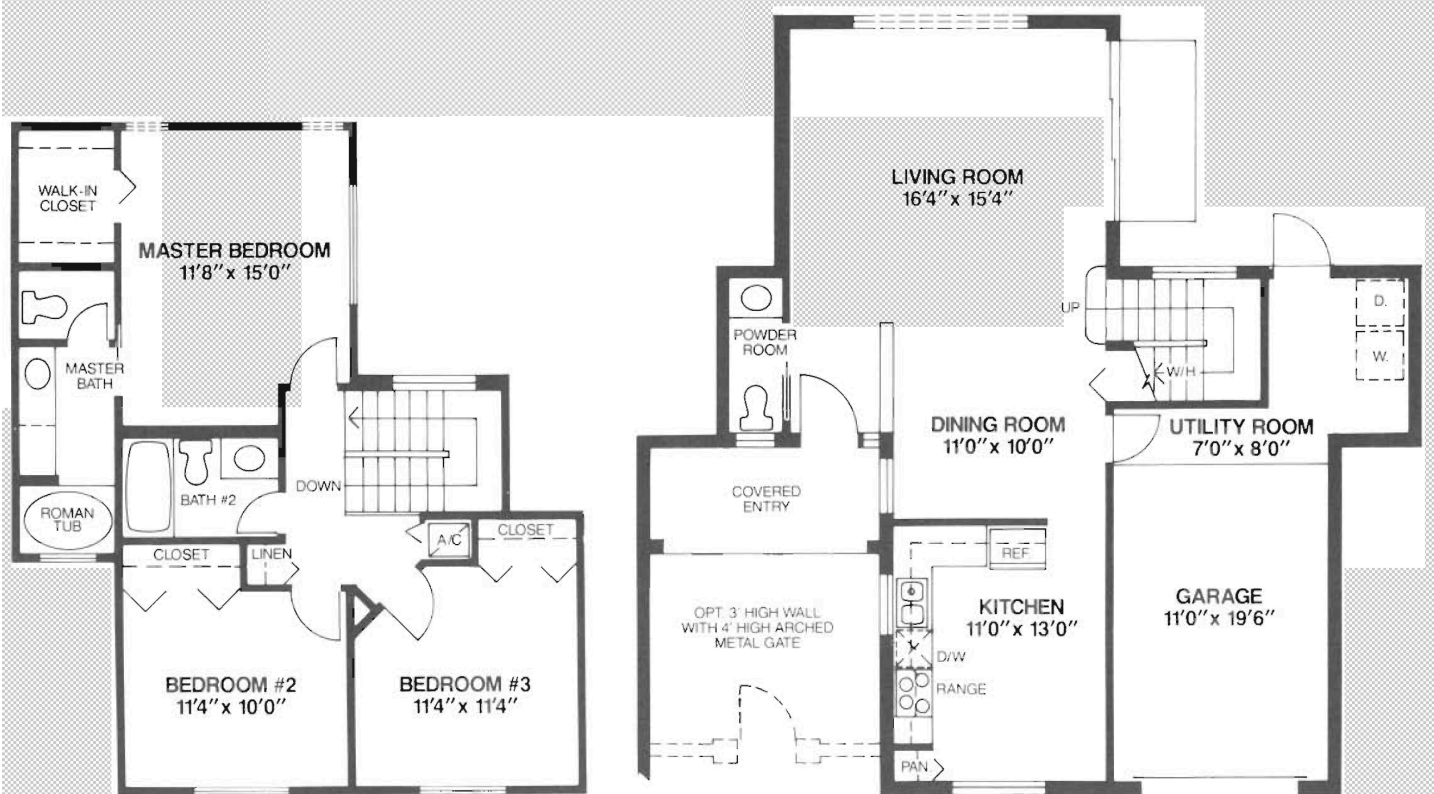 WALK-IN
CLOSET
MASTER BEDROOM
11'8" x 15'0"
MASTER
BATH
ROMAN
TUB
BATH #2
DOWN
CLOSET
LINEN
A/C
CLOSET
BEDROOM #2
11'4" x 10'0"
BEDROOM #3
11'4" x 11'4"
LIVING ROOM
16'4" x 15'4"
UP
POWDER
ROOM
W/H
D.
W.
DINING ROOM
11'0" x 10'0"
UTILITY ROOM
7'0" x 8'0"
COVERED
ENTRY
REF.
OPT. 3' HIGH WALL
WITH 4' HIGH ARCHED
METAL GATE
KITCHEN
11'0" x 13'0"
D/W
RANGE
PAN.
GARAGE
11'0" x 19'6"